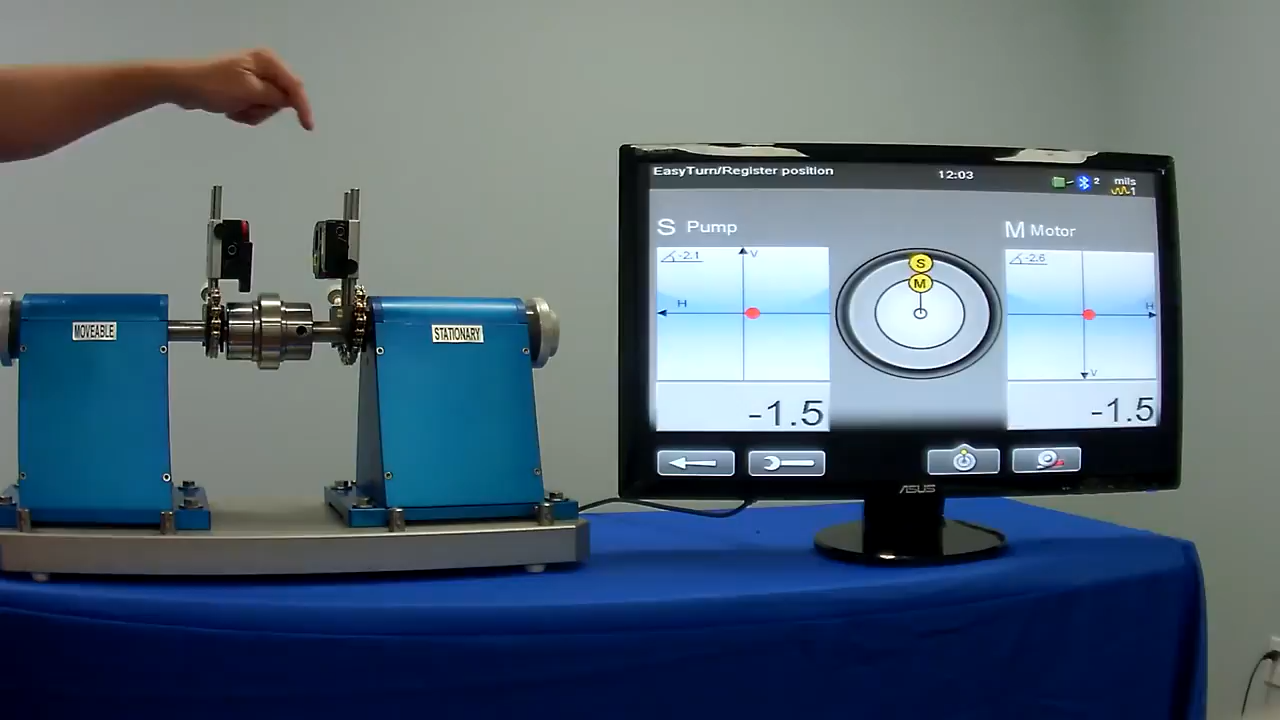 EasyTurn/Register position
12:03
2
mils
1
S Pump
M Motor
-2.1
V
H
S
M
-2.6
H
V
-1.5
-1.5
MOVEABLE
STATIONARY
ASUS